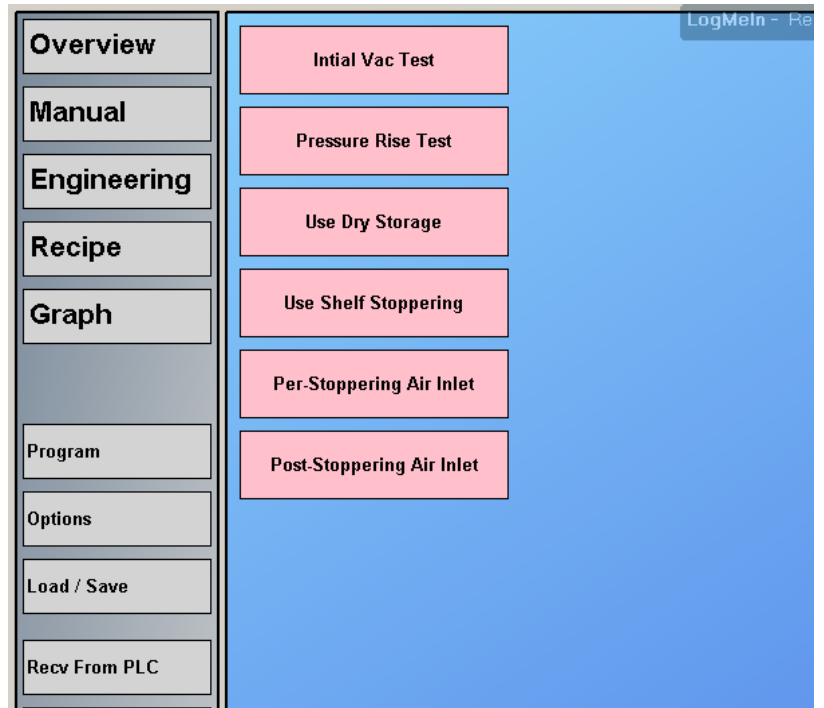 Overview
Manual
Engineering
Recipe
Graph
Program
Options
Load / Save
Recv From PLC
Intial Vac Test
Pressure Rise Test
Use Dry Storage
Use Shelf Stoppering
Per-Stoppering Air Inlet
Post-Stoppering Air Inlet
LogMeIn - Re